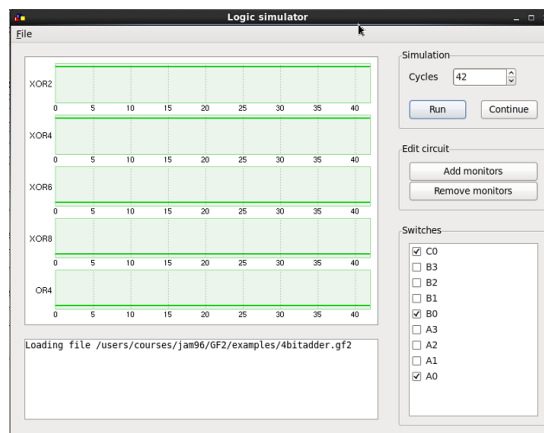 Logic simulator
File
XOR2
0 5 10 15 20 25 30 35 40
XOR4
0 5 10 15 20 25 30 35 40
XOR6
0 5 10 15 20 25 30 35 40
XOR8
0 5 10 15 20 25 30 35 40
OR4
0 5 10 15 20 25 30 35 40
Loading file /users/courses/jam96/GF2/examples/4bitadder.gf2
Simulation
Cycles 42
Run Continue
Edit circuit
Add monitors
Remove monitors
Switches
C0
B3
B2
B1
B0
A3
A2
A1
A0